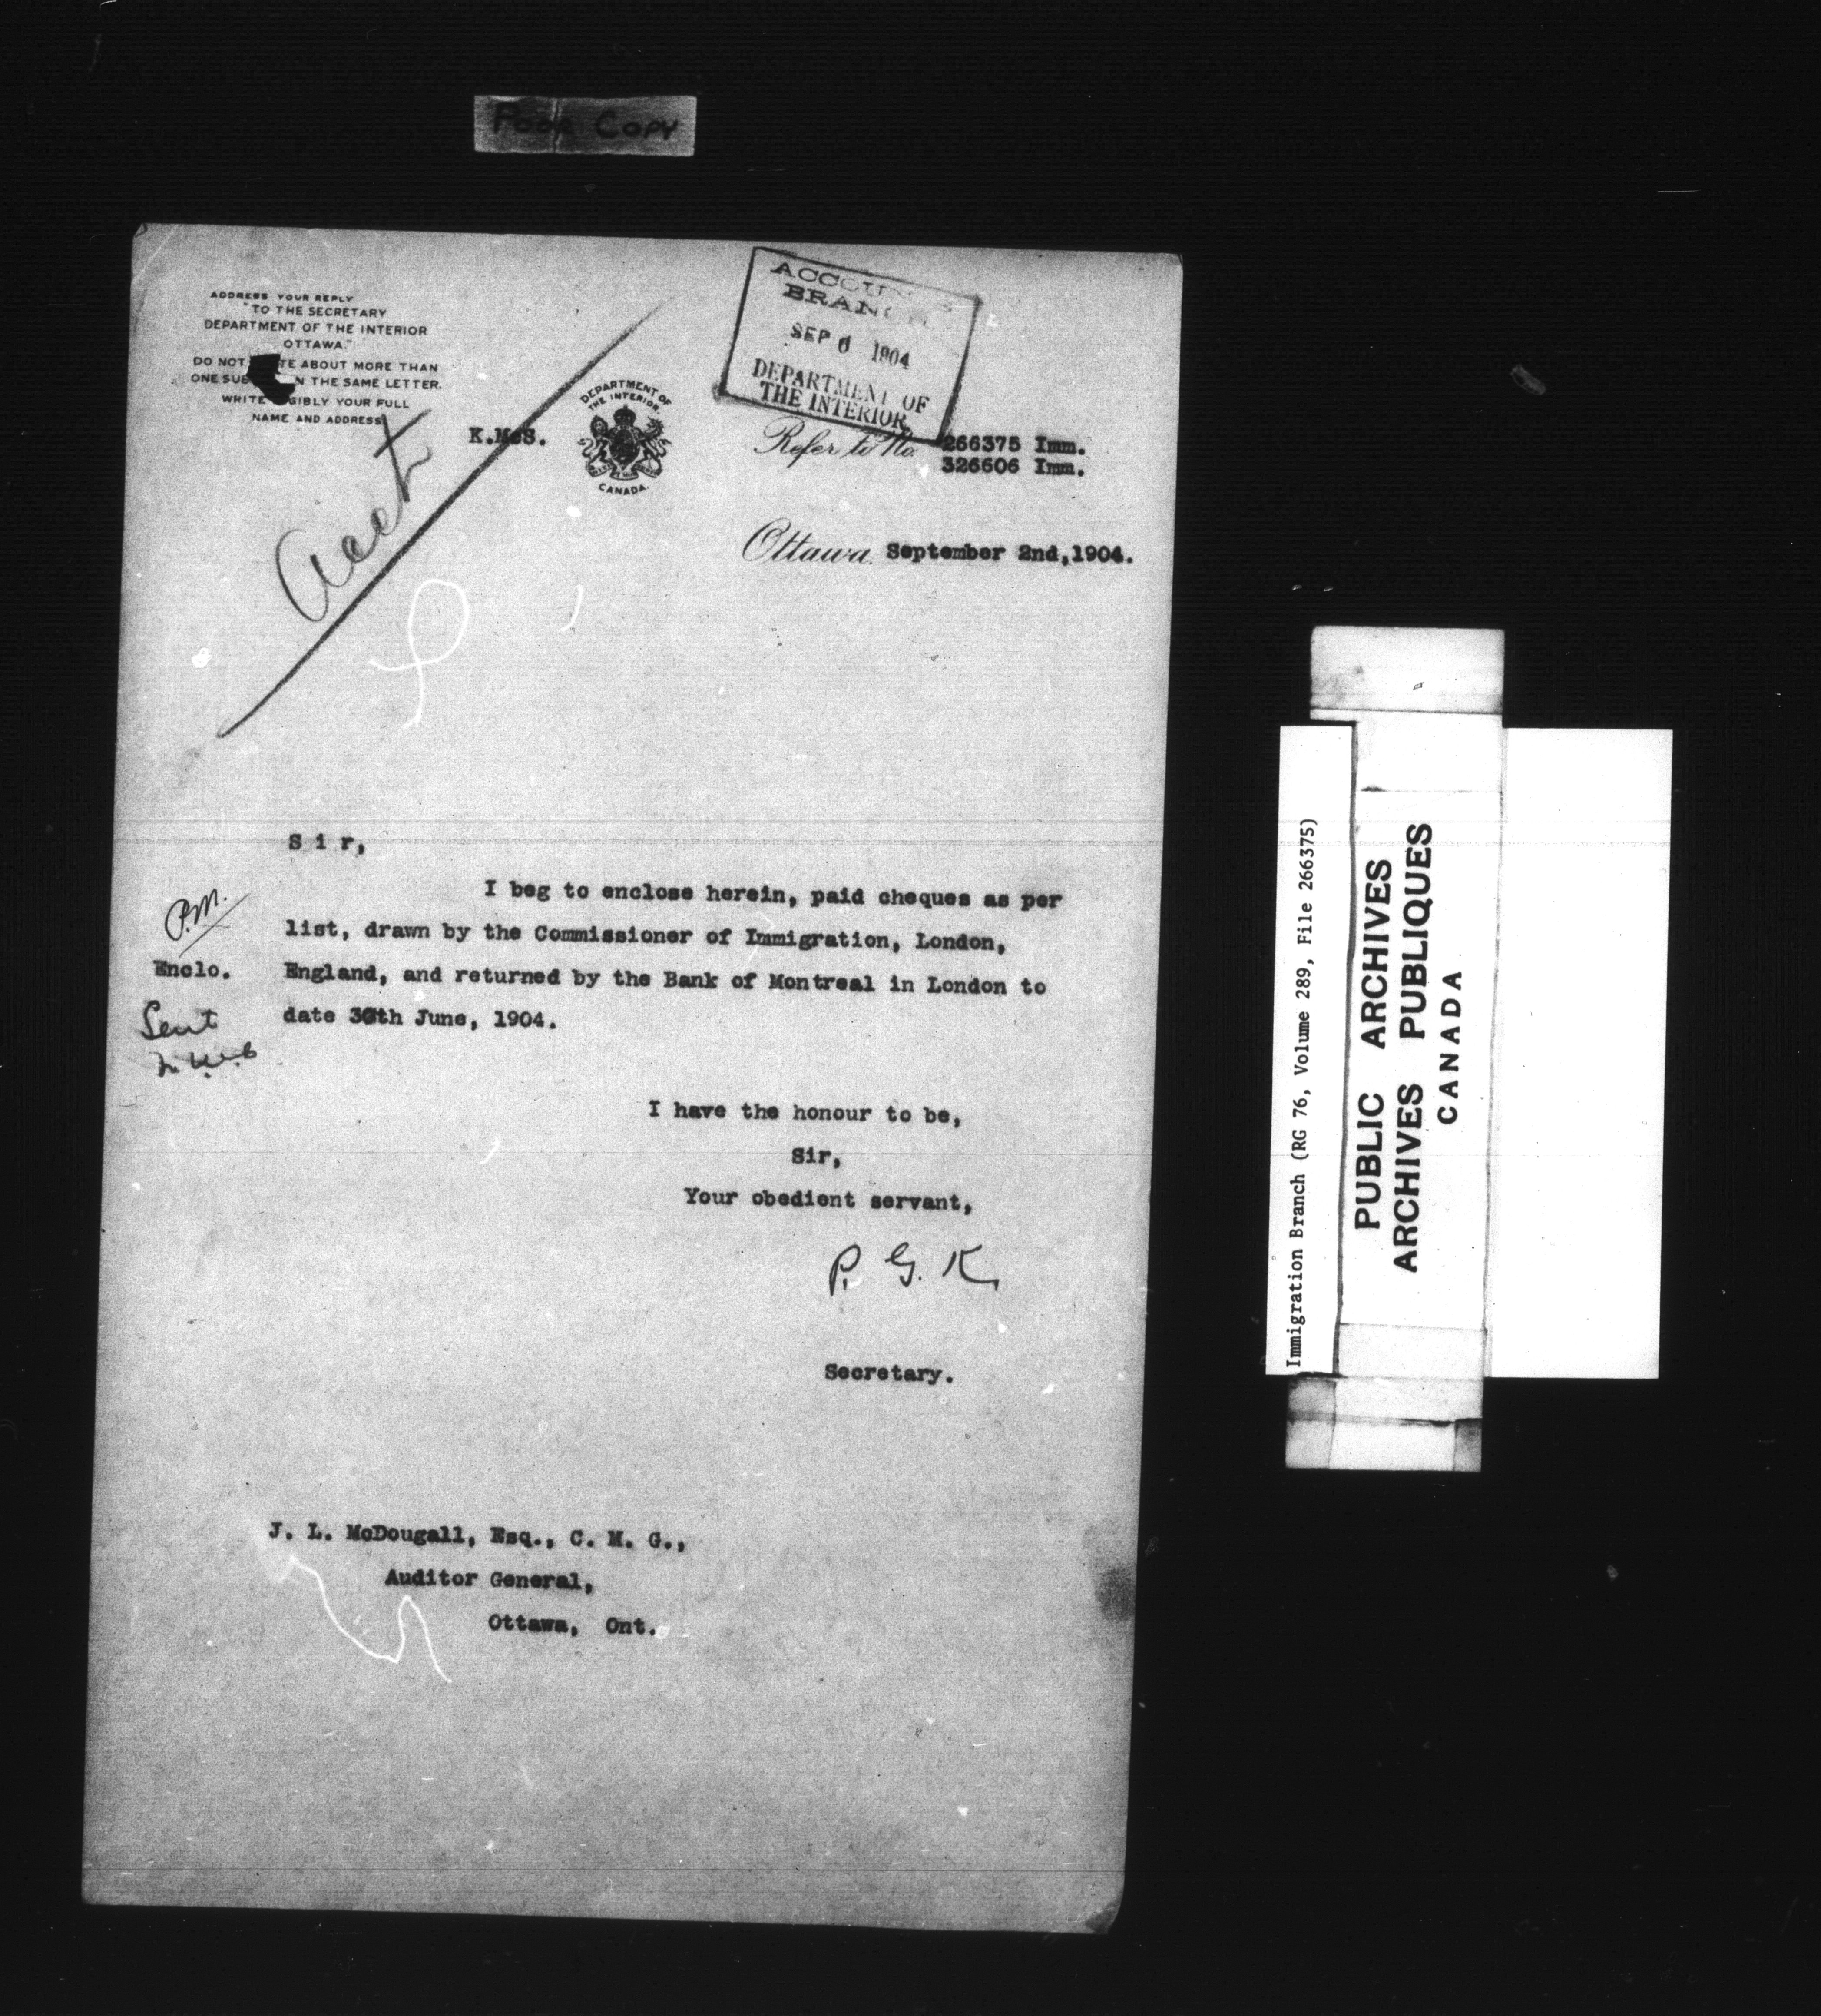 Poor Copy
ADDRESS YOUR REPLY
"TO THE SECRETARY
DEPARTMENT OF THE INTERIOR
OTTAWA."
DO NOT TE ABOUT MORE THAN
ONE SUB N THE SAME LETTER.
WRITE GIBLY YOUR FULL
NAME AND ADDRESS
ACCOUN
BRANCH
SEP 6 1904
DEPARTMENT OF
THE INTERIOR
K.McS.
DEPARTMENT OF
THE INTERIOR.
CANADA.
Refer to No. 266375 Imm.
326606 Imm.
Acct
Ottawa, September 2nd, 1904.
S i r,
I beg to enclose herein, paid cheques as per
list, drawn by the Commissioner of Immigration, London,
England, and returned by the Bank of Montreal in London to
date 30th June, 1904.
P.M.
Enclo.
Sent
I have the honour to be,
Sir,
Your obedient servant,
P. G. K.
Secretary.
J. L. McDougall, Esq., C. M. G.,
Auditor General,
Ottawa, Ont.
Immigration Branch (RG 76, Volume 289, File 266375)
PUBLIC ARCHIVES
ARCHIVES PUBLIQUES
CANADA